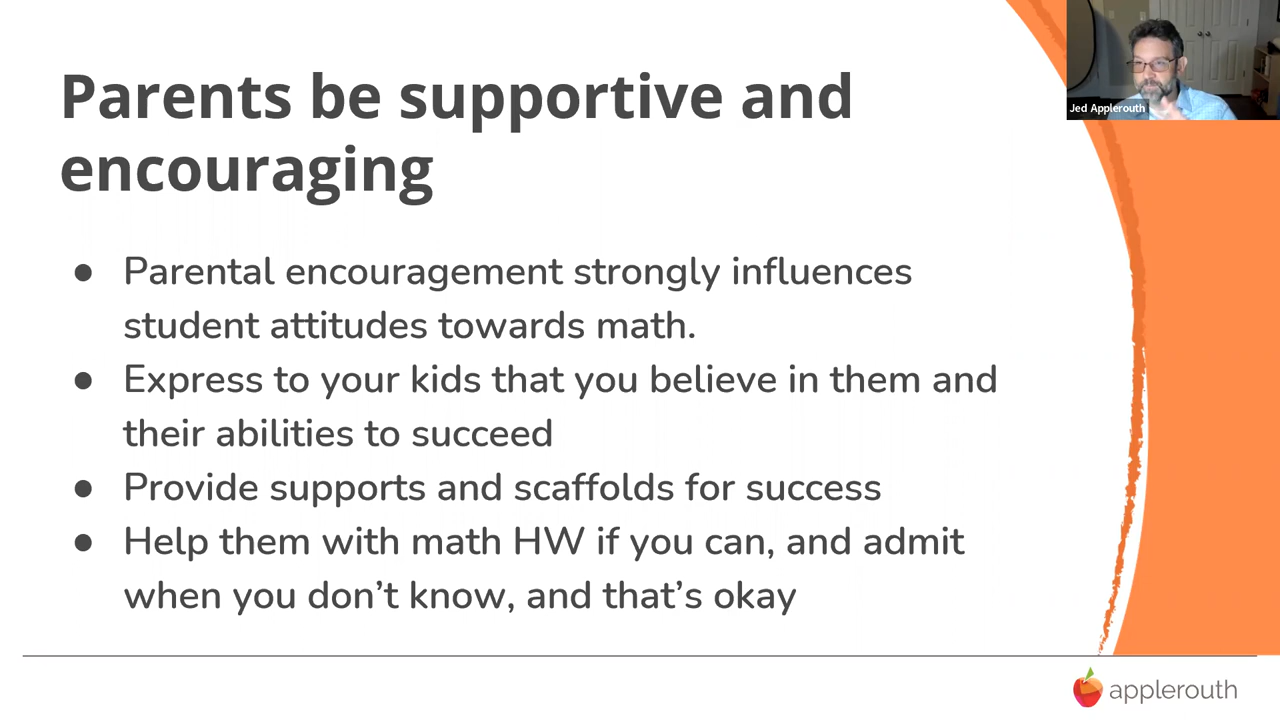 Parents be supportive and
encouraging
Jed Applerouth
● Parental encouragement strongly influences
student attitudes towards math.
● Express to your kids that you believe in them and
their abilities to succeed
● Provide supports and scaffolds for success
● Help them with math HW if you can, and admit
when you don’t know, and that’s okay
applerouth